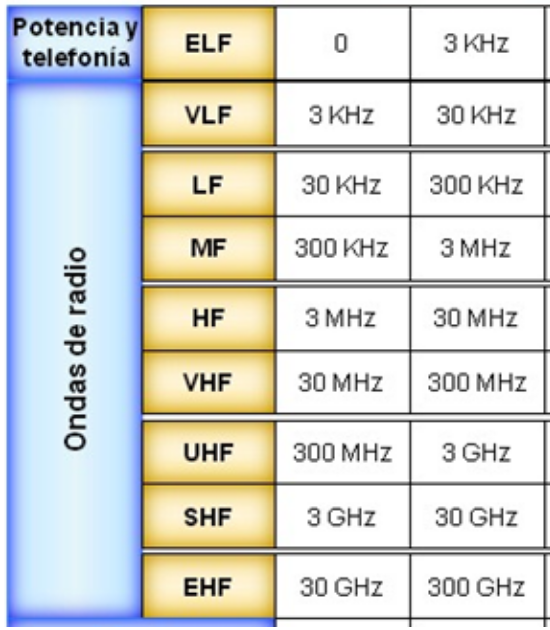 Potencia y
telefonía
ELF 0 3 KHz
Ondas de radio
VLF 3 KHz 30 KHz
LF 30 KHz 300 KHz
MF 300 KHz 3 MHz
HF 3 MHz 30 MHz
VHF 30 MHz 300 MHz
UHF 300 MHz 3 GHz
SHF 3 GHz 30 GHz
EHF 30 GHz 300 GHz